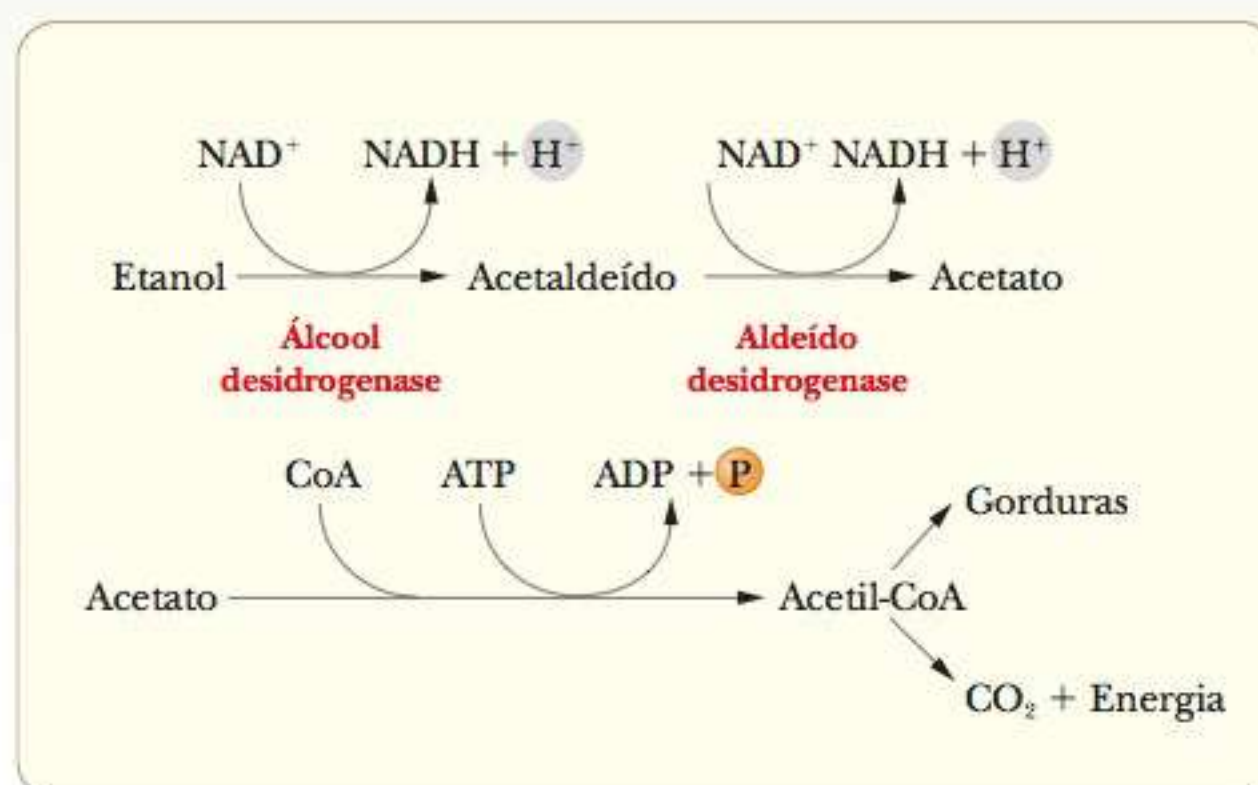 NAD⁺ NADH + H⁺ NAD⁺ NADH + H⁺
Etanol Acetaldeído Acetato
Álcool Aldeído
desidrogenase desidrogenase
CoA ATP ADP + P
Gorduras
Acetato Acetil-CoA
CO₂ + Energia